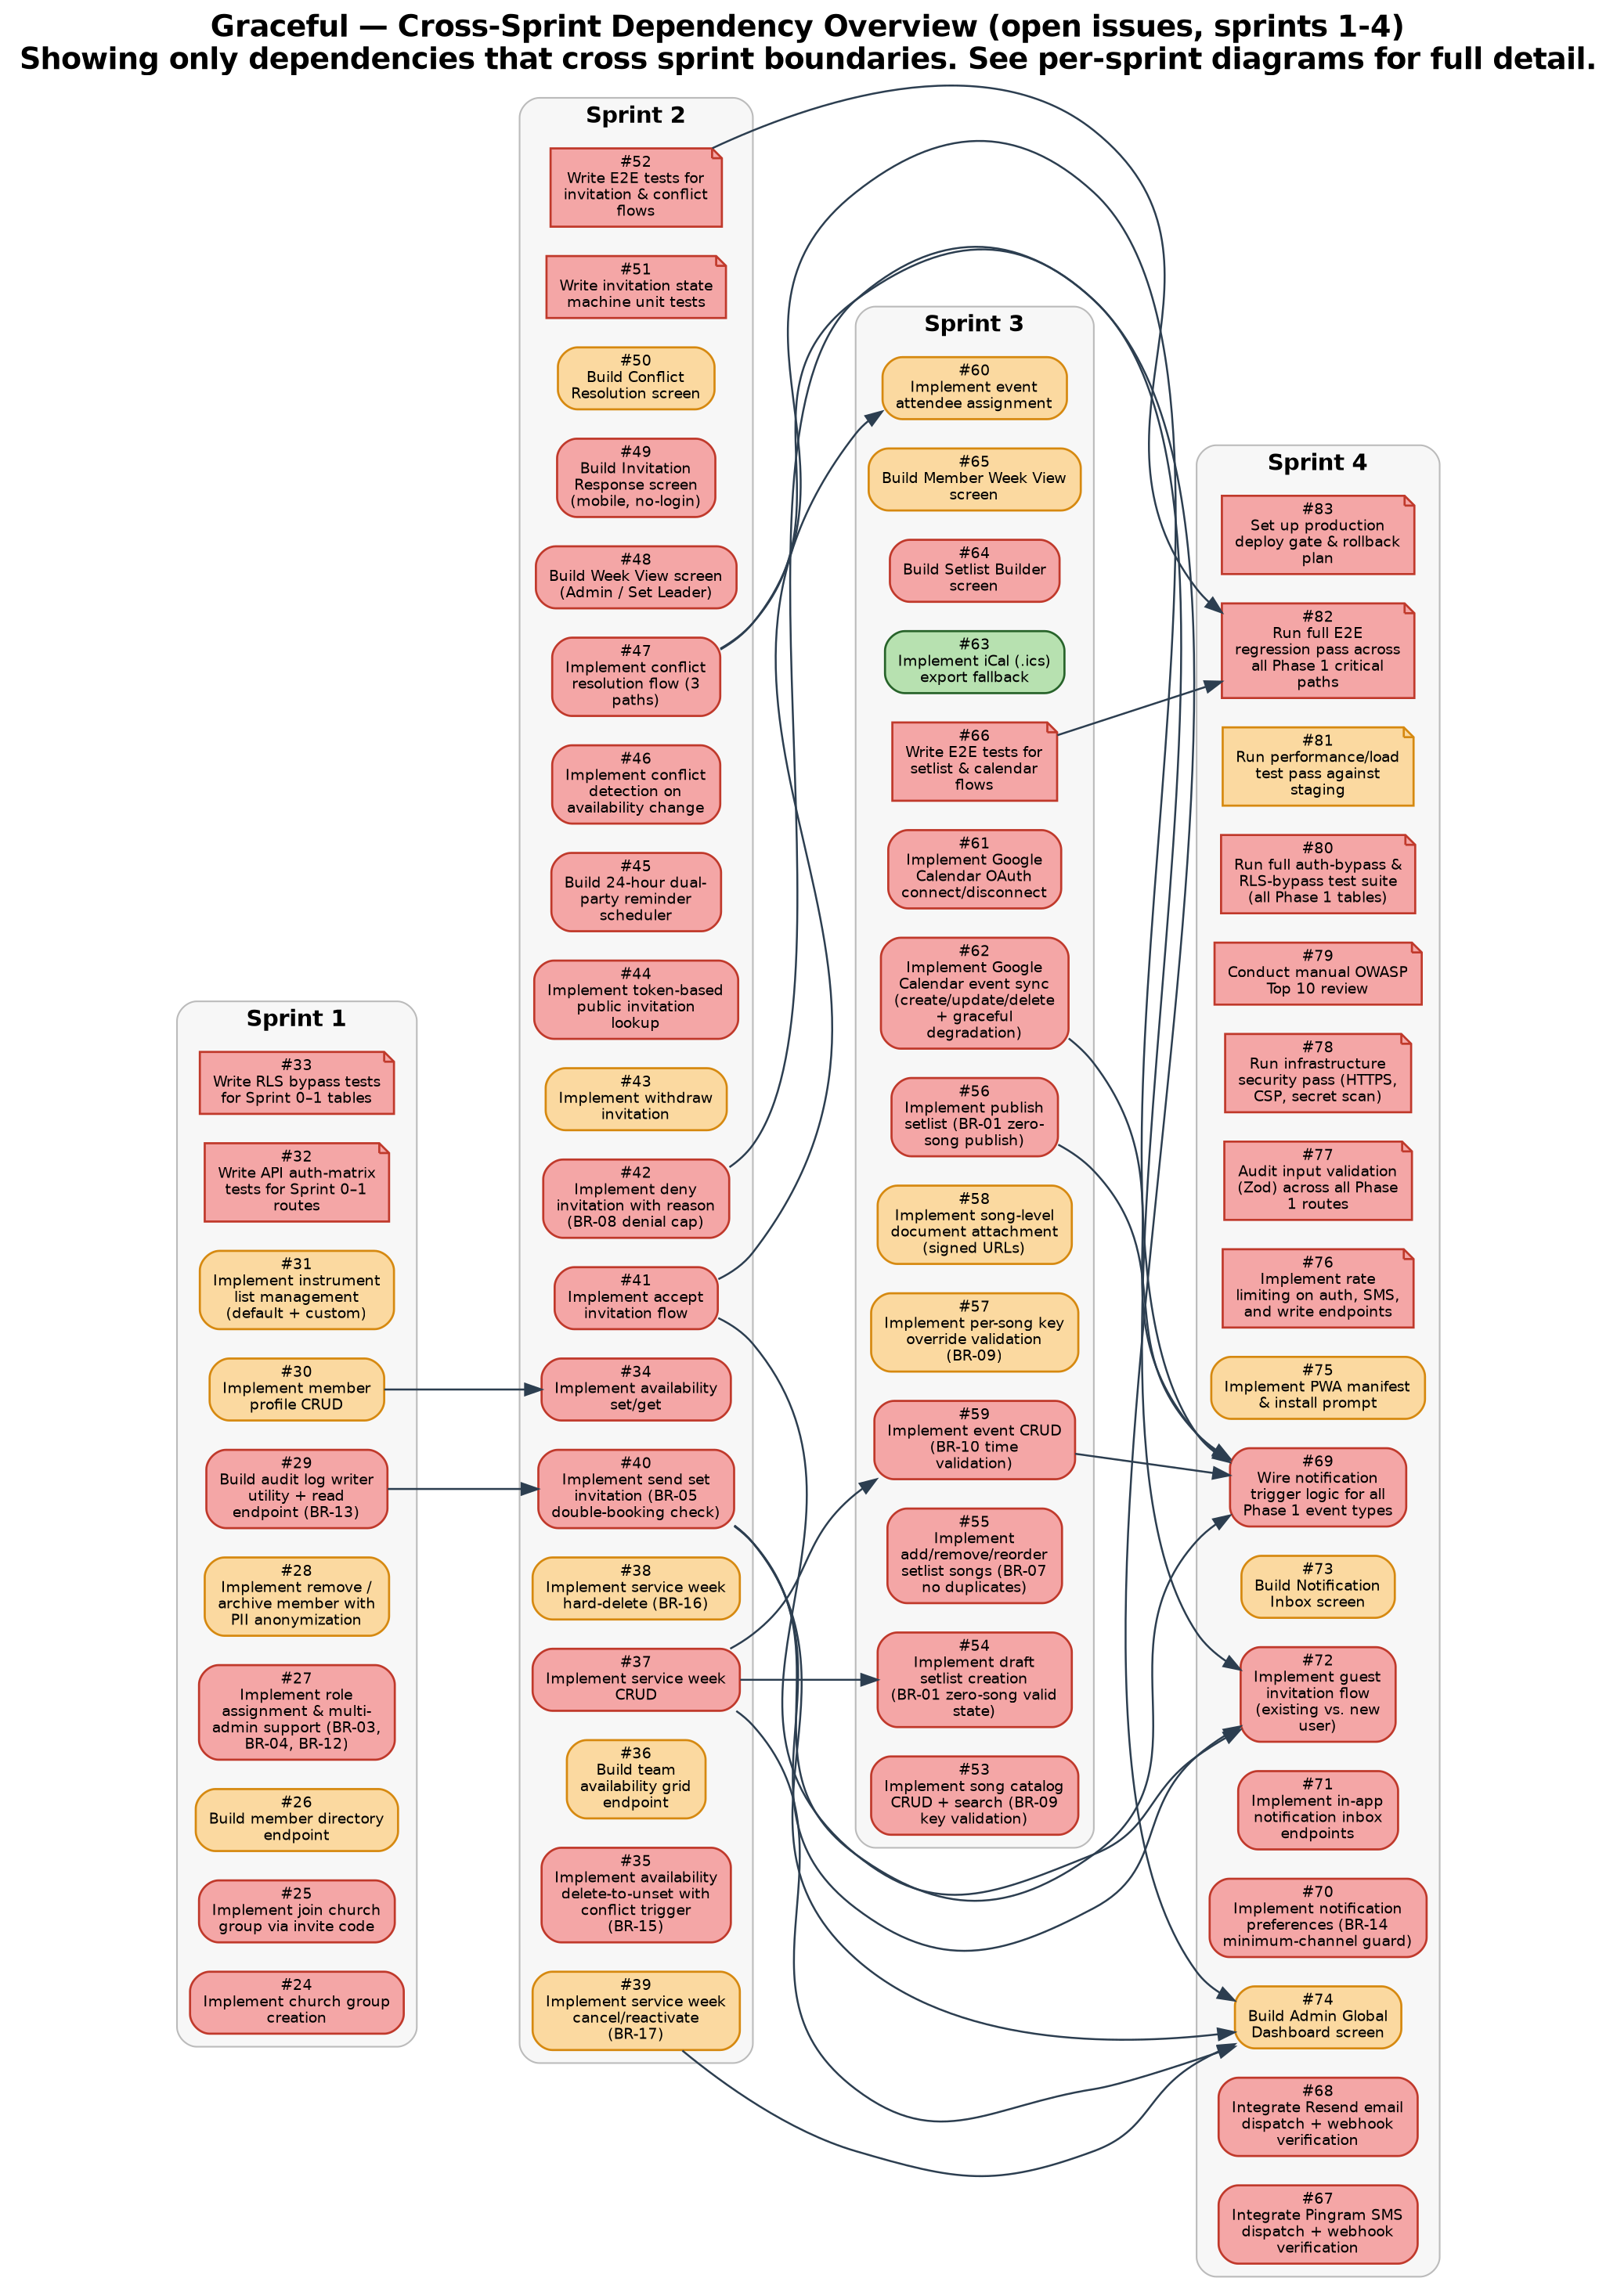 Graceful — Cross-Sprint Dependency Overview (open issues, sprints 1-4)
Showing only dependencies that cross sprint boundaries. See per-sprint diagrams for full detail.
Sprint 1
#33
Write RLS bypass tests
for Sprint 0–1 tables
#32
Write API auth-matrix
tests for Sprint 0–1
routes
#31
Implement instrument
list management
(default + custom)
#30
Implement member
profile CRUD
#29
Build audit log writer
utility + read
endpoint (BR-13)
#28
Implement remove /
archive member with
PII anonymization
#27
Implement role
assignment & multi-
admin support (BR-03,
BR-04, BR-12)
#26
Build member directory
endpoint
#25
Implement join church
group via invite code
#24
Implement church group
creation
Sprint 2
#52
Write E2E tests for
invitation & conflict
flows
#51
Write invitation state
machine unit tests
#50
Build Conflict
Resolution screen
#49
Build Invitation
Response screen
(mobile, no-login)
#48
Build Week View screen
(Admin / Set Leader)
#47
Implement conflict
resolution flow (3
paths)
#46
Implement conflict
detection on
availability change
#45
Build 24-hour dual-
party reminder
scheduler
#44
Implement token-based
public invitation
lookup
#43
Implement withdraw
invitation
#42
Implement deny
invitation with reason
(BR-08 denial cap)
#41
Implement accept
invitation flow
#34
Implement availability
set/get
#40
Implement send set
invitation (BR-05
double-booking check)
#38
Implement service week
hard-delete (BR-16)
#37
Implement service week
CRUD
#36
Build team
availability grid
endpoint
#35
Implement availability
delete-to-unset with
conflict trigger
(BR-15)
#39
Implement service week
cancel/reactivate
(BR-17)
Sprint 3
#60
Implement event
attendee assignment
#65
Build Member Week View
screen
#64
Build Setlist Builder
screen
#63
Implement iCal (.ics)
export fallback
#66
Write E2E tests for
setlist & calendar
flows
#61
Implement Google
Calendar OAuth
connect/disconnect
#62
Implement Google
Calendar event sync
(create/update/delete
+ graceful
degradation)
#56
Implement publish
setlist (BR-01 zero-
song publish)
#58
Implement song-level
document attachment
(signed URLs)
#57
Implement per-song key
override validation
(BR-09)
#59
Implement event CRUD
(BR-10 time
validation)
#55
Implement
add/remove/reorder
setlist songs (BR-07
no duplicates)
#54
Implement draft
setlist creation
(BR-01 zero-song valid
state)
#53
Implement song catalog
CRUD + search (BR-09
key validation)
Sprint 4
#83
Set up production
deploy gate & rollback
plan
#82
Run full E2E
regression pass across
all Phase 1 critical
paths
#81
Run performance/load
test pass against
staging
#80
Run full auth-bypass &
RLS-bypass test suite
(all Phase 1 tables)
#79
Conduct manual OWASP
Top 10 review
#78
Run infrastructure
security pass (HTTPS,
CSP, secret scan)
#77
Audit input validation
(Zod) across all Phase
1 routes
#76
Implement rate
limiting on auth, SMS,
and write endpoints
#75
Implement PWA manifest
& install prompt
#69
Wire notification
trigger logic for all
Phase 1 event types
#73
Build Notification
Inbox screen
#72
Implement guest
invitation flow
(existing vs. new
user)
#71
Implement in-app
notification inbox
endpoints
#70
Implement notification
preferences (BR-14
minimum-channel guard)
#74
Build Admin Global
Dashboard screen
#68
Integrate Resend email
dispatch + webhook
verification
#67
Integrate Pingram SMS
dispatch + webhook
verification